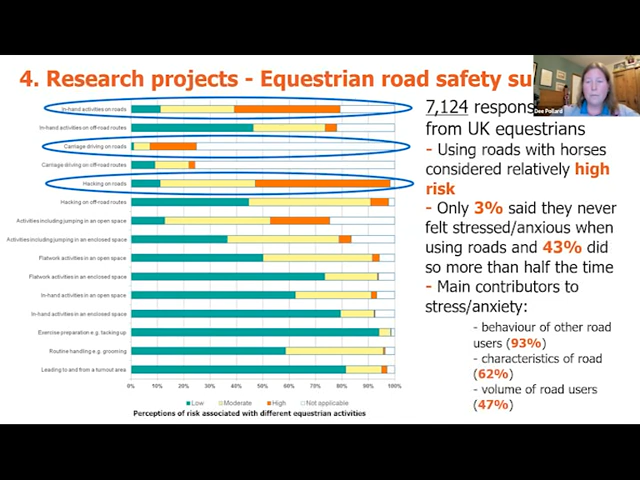 4. Research projects - Equestrian road safety su
Dee Pollard
In-hand activities on roads
In-hand activities on off-road routes
Carriage driving on roads
Carriage driving on off-road routes
Hacking on roads
Hacking on off-road routes
Activities including jumping in an open space
Activities including jumping in an enclosed space
Flatwork activities in an open space
Flatwork activities in an enclosed space
In-hand activities in an open space
In-hand activities in an enclosed space
Exercise preparation e.g. tacking up
Routine handling e.g. grooming
Leading to and from a turnout area
0% 10% 20% 30% 40% 50% 60% 70% 80% 90% 100%
Low Moderate High Not applicable
Perceptions of risk associated with different equestrian activities
7,124 respons
from UK equestrians
- Using roads with horses
considered relatively high
risk
- Only 3% said they never
felt stressed/anxious when
using roads and 43% did
so more than half the time
- Main contributors to
stress/anxiety:
- behaviour of other road
users (93%)
- characteristics of road
(62%)
- volume of road users
(47%)